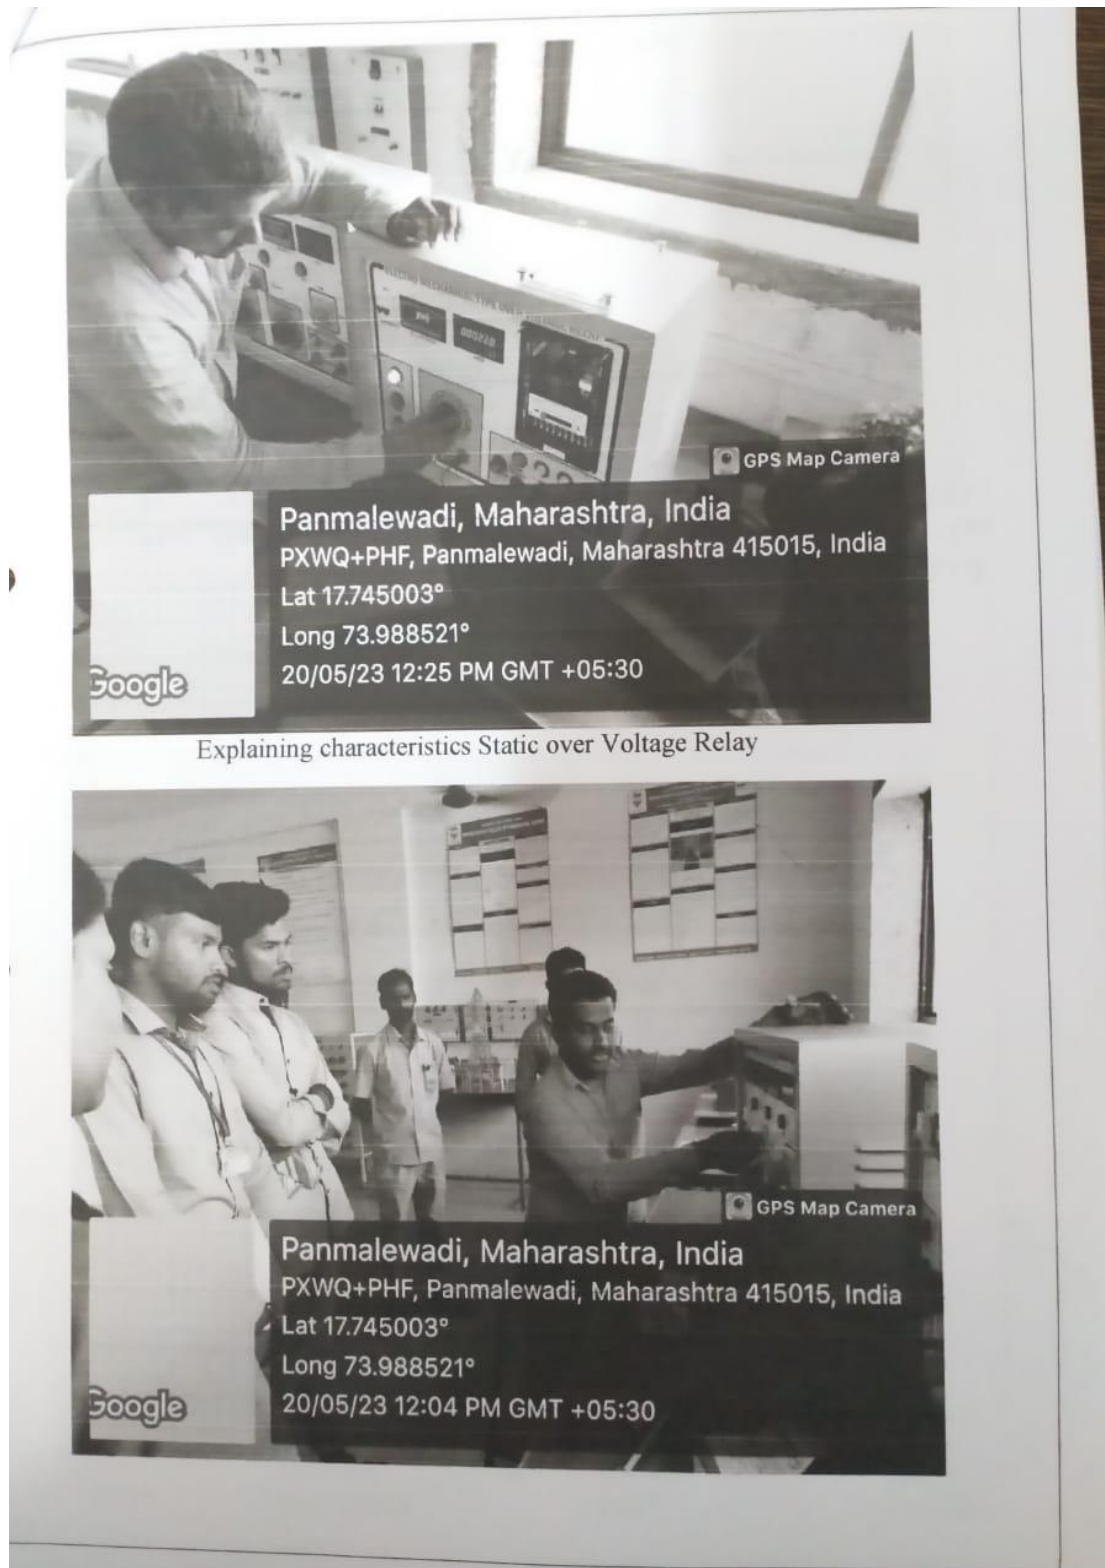 GPS Map Camera
Panmalewadi, Maharashtra, India
PXWQ+PHF, Panmalewadi, Maharashtra 415015, India
Lat 17.745003°
Long 73.988521°
20/05/23 12:25 PM GMT +05:30
Google
Explaining characteristics Static over Voltage Relay
GPS Map Camera
Panmalewadi, Maharashtra, India
PXWQ+PHF, Panmalewadi, Maharashtra 415015, India
Lat 17.745003°
Long 73.988521°
20/05/23 12:04 PM GMT +05:30
Google